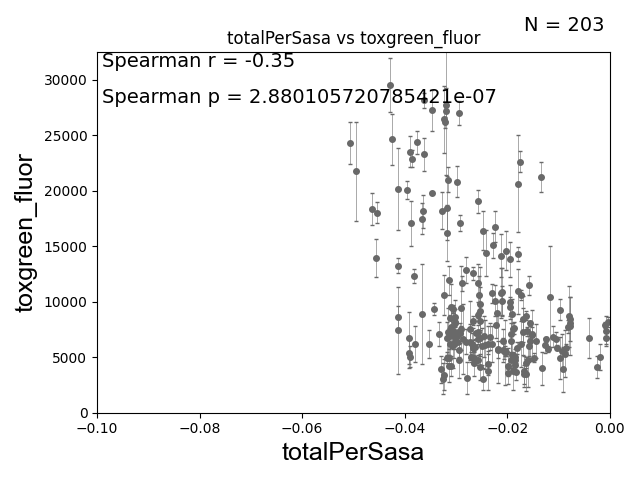 N = 203
totalPerSasa vs toxgreen_fluor
Spearman r = -0.35
Spearman p = 2.880105720785421e-07
toxgreen_fluor
30000
25000
20000
15000
10000
5000
0
−0.10
−0.08
−0.06
−0.04
−0.02
0.00
totalPerSasa